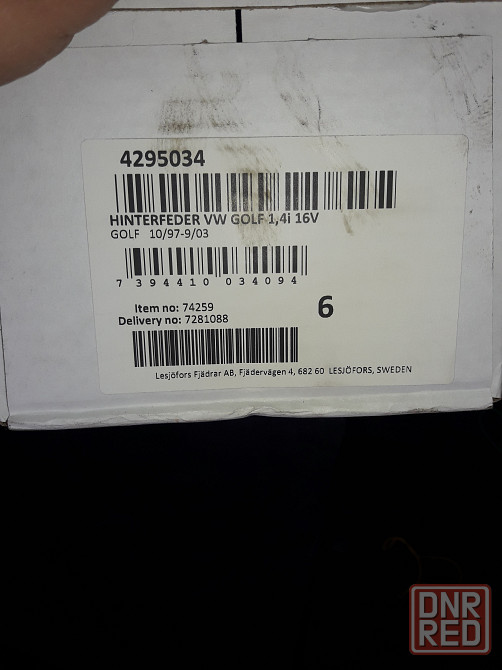 4295034
HINTERFEDER VW GOLF 1,4i 16V
GOLF 10/97-9/03
7 394410 034094
Item no: 74259
6
Delivery no: 7281088
Lesjöfors Fjädrar AB, Fjädervägen 4, 682 60 LESJÖFORS, SWEDEN
DNR
RED